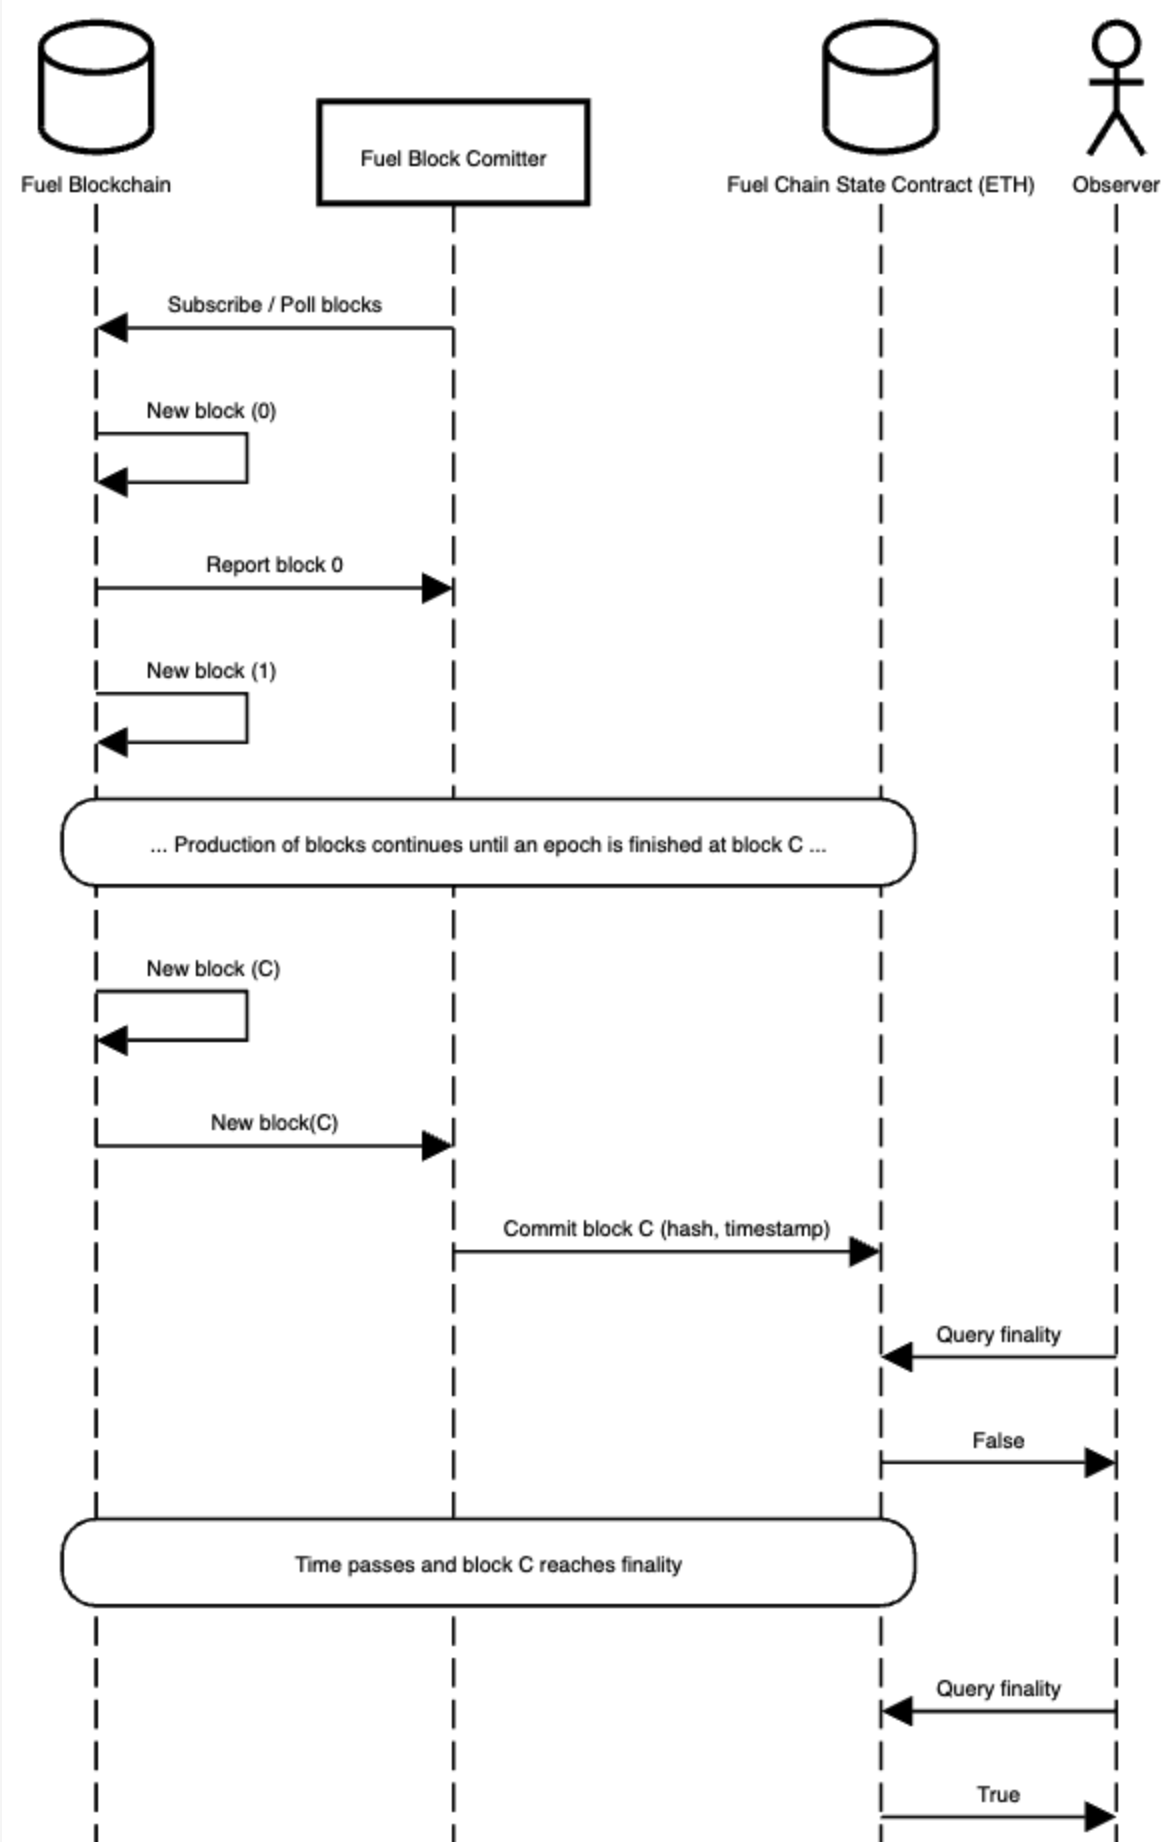 Fuel Blockchain
Fuel Block Comitter
Fuel Chain State Contract (ETH)
Observer
Subscribe / Poll blocks
New block (0)
Report block 0
New block (1)
... Production of blocks continues until an epoch is finished at block C ...
New block (C)
New block(C)
Commit block C (hash, timestamp)
Query finality
False
Time passes and block C reaches finality
Query finality
True